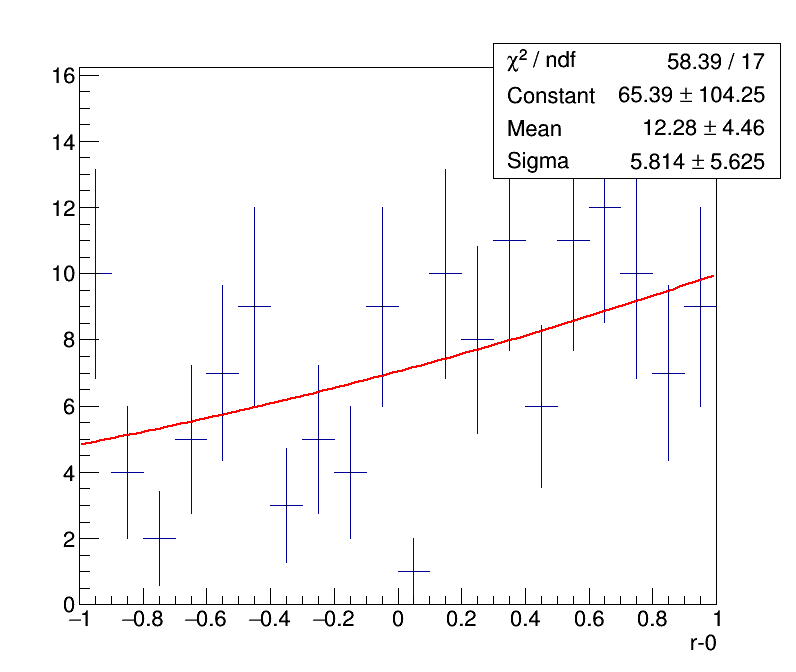 χ² / ndf 58.39 / 17
Constant 65.39 ± 104.25
Mean 12.28 ± 4.46
Sigma 5.814 ± 5.625
16
14
12
10
8
6
4
2
0
−1 −0.8 −0.6 −0.4 −0.2 0 0.2 0.4 0.6 0.8 1
r-0